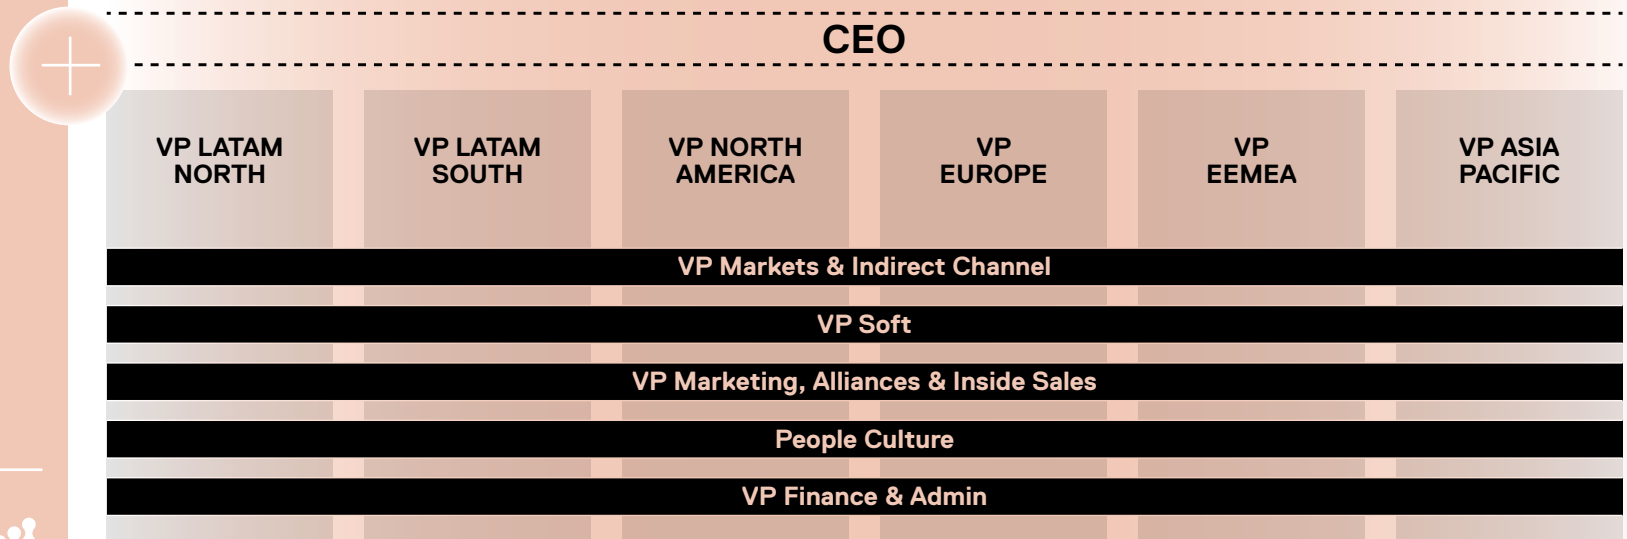 CEO
VP LATAM
NORTH
VP LATAM
SOUTH
VP NORTH
AMERICA
VP
EUROPE
VP
EEMEA
VP ASIA
PACIFIC
VP Markets & Indirect Channel
VP Soft
VP Marketing, Alliances & Inside Sales
People Culture
VP Finance & Admin